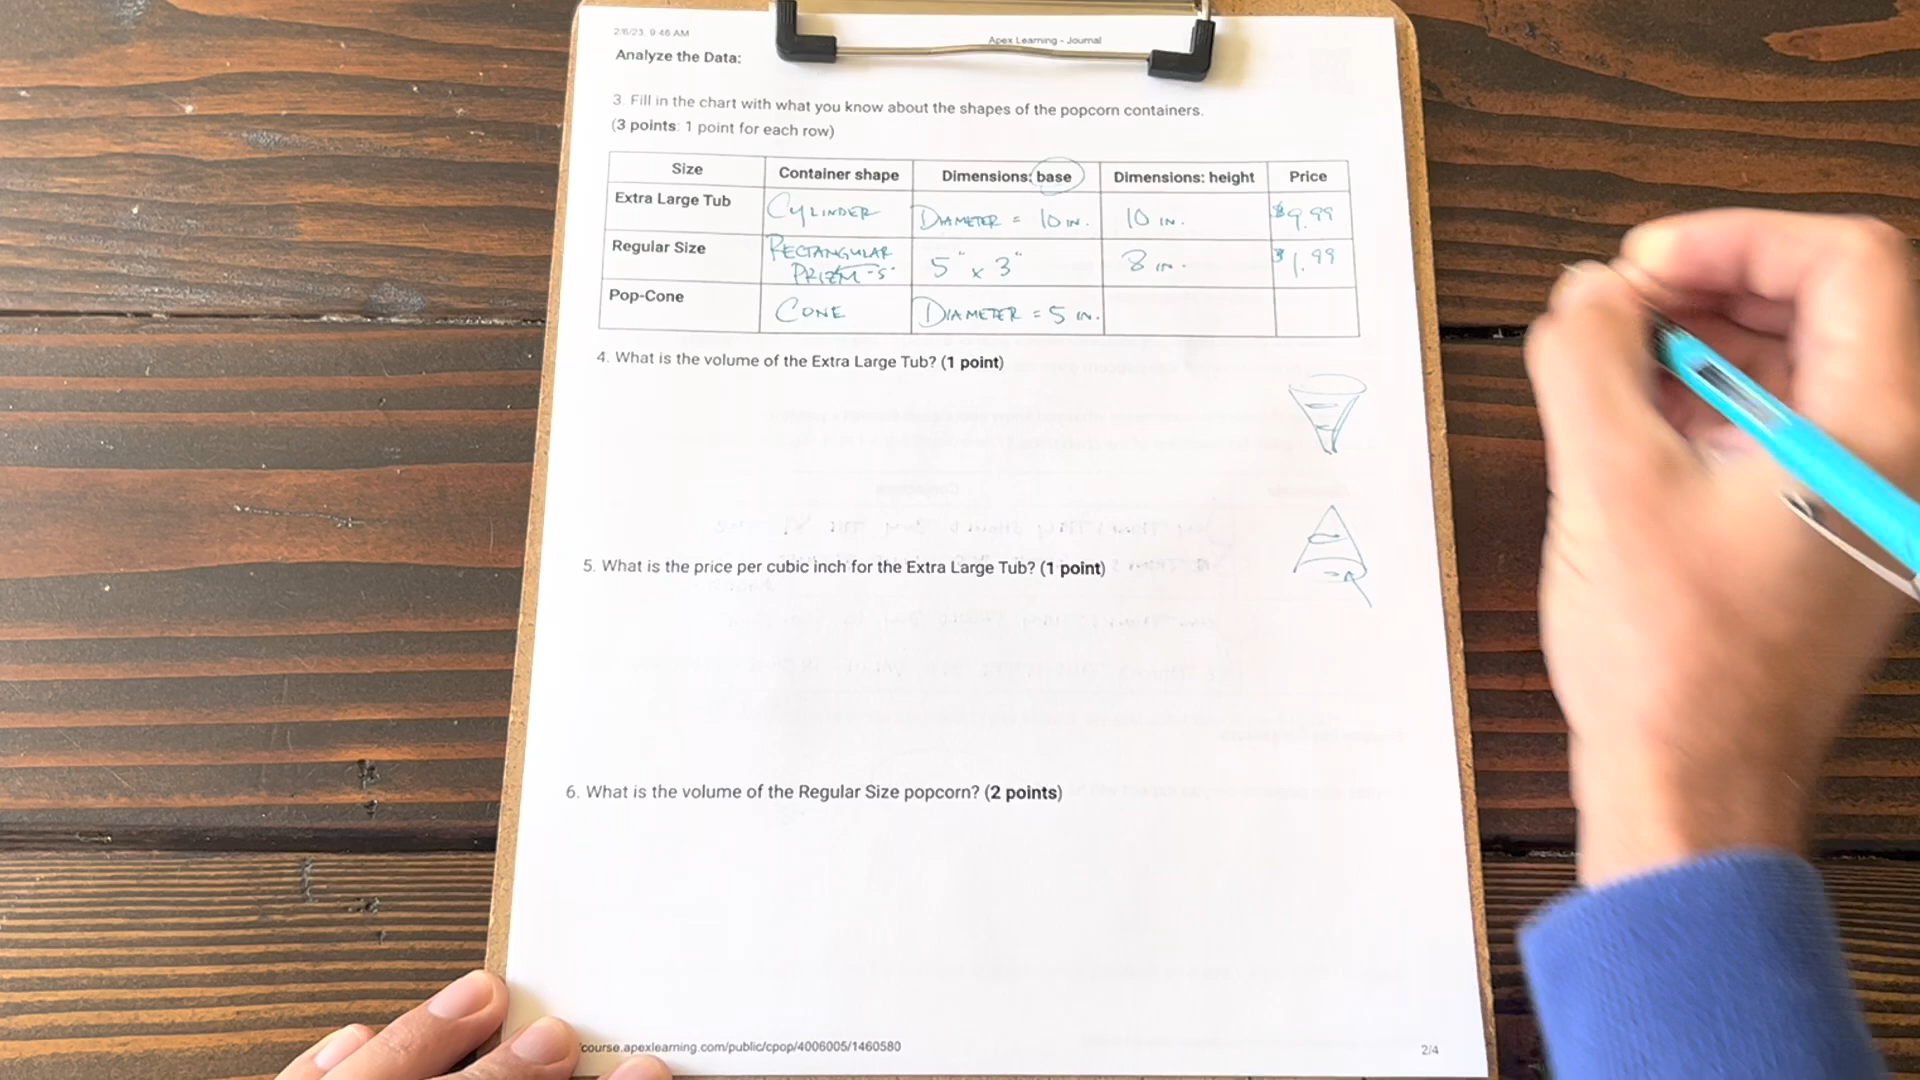 2/6/23, 9:46 AM
Apex Learning - Journal
Analyze the Data:
3. Fill in the chart with what you know about the shapes of the popcorn containers.
(3 points: 1 point for each row)
Size Container shape Dimensions: base Dimensions: height Price
Extra Large Tub CYLINDER DIAMETER = 10 IN. 10 IN. $9.99
Regular Size RECTANGULAR 5" x 3" 8 IN. $1.99
PRIZM -S-
Pop-Cone CONE DIAMETER = 5 IN.
4. What is the volume of the Extra Large Tub? (1 point)
5. What is the price per cubic inch for the Extra Large Tub? (1 point)
6. What is the volume of the Regular Size popcorn? (2 points)
course.apexlearning.com/public/cpop/4006005/1460580
2/4